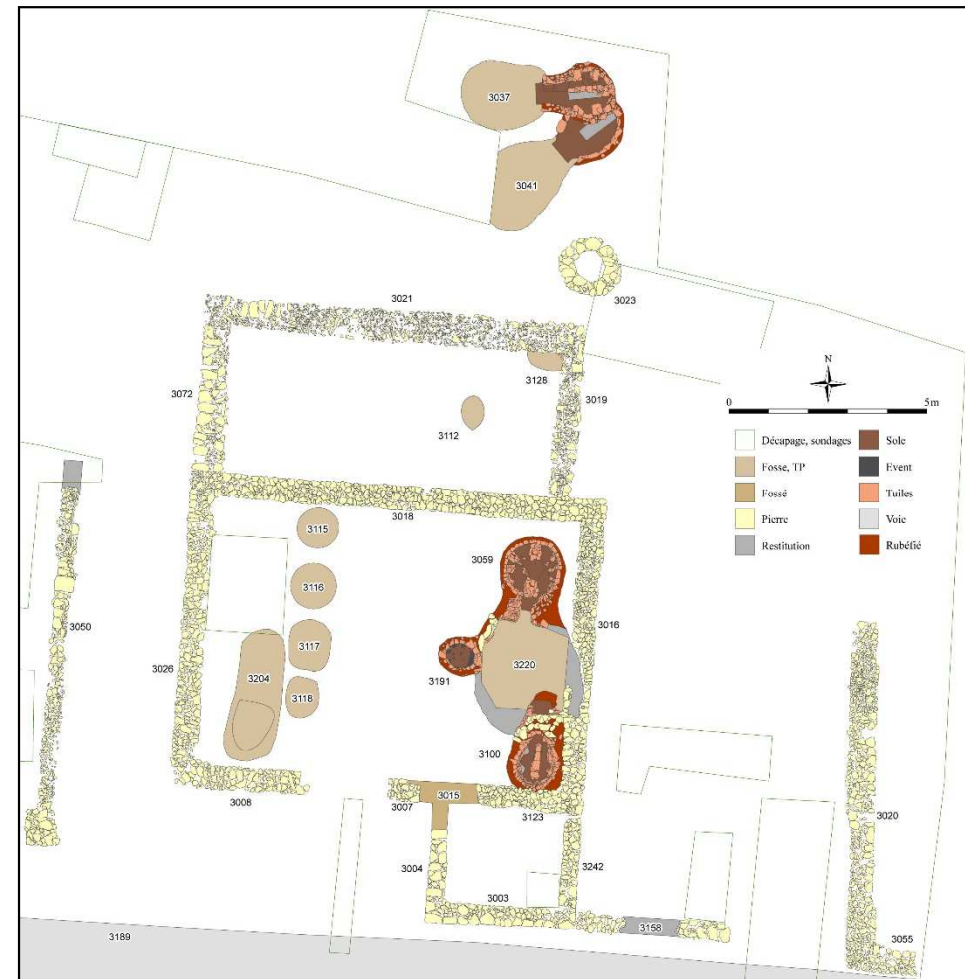 3037
3041
3023
3021
3128
3072
3019
3112
N
0 5m
Décapage, sondages
Sole
Fosse, TP
Event
Fossé
Tuiles
Pierre
Voie
Restitution
Rubéfié
3018
3115
3059
3116
3050
3016
3117
3026
3204
3220
3191
3118
3100
3008
3015
3007
3123
3020
3004
3242
3003
3158
3189
3055